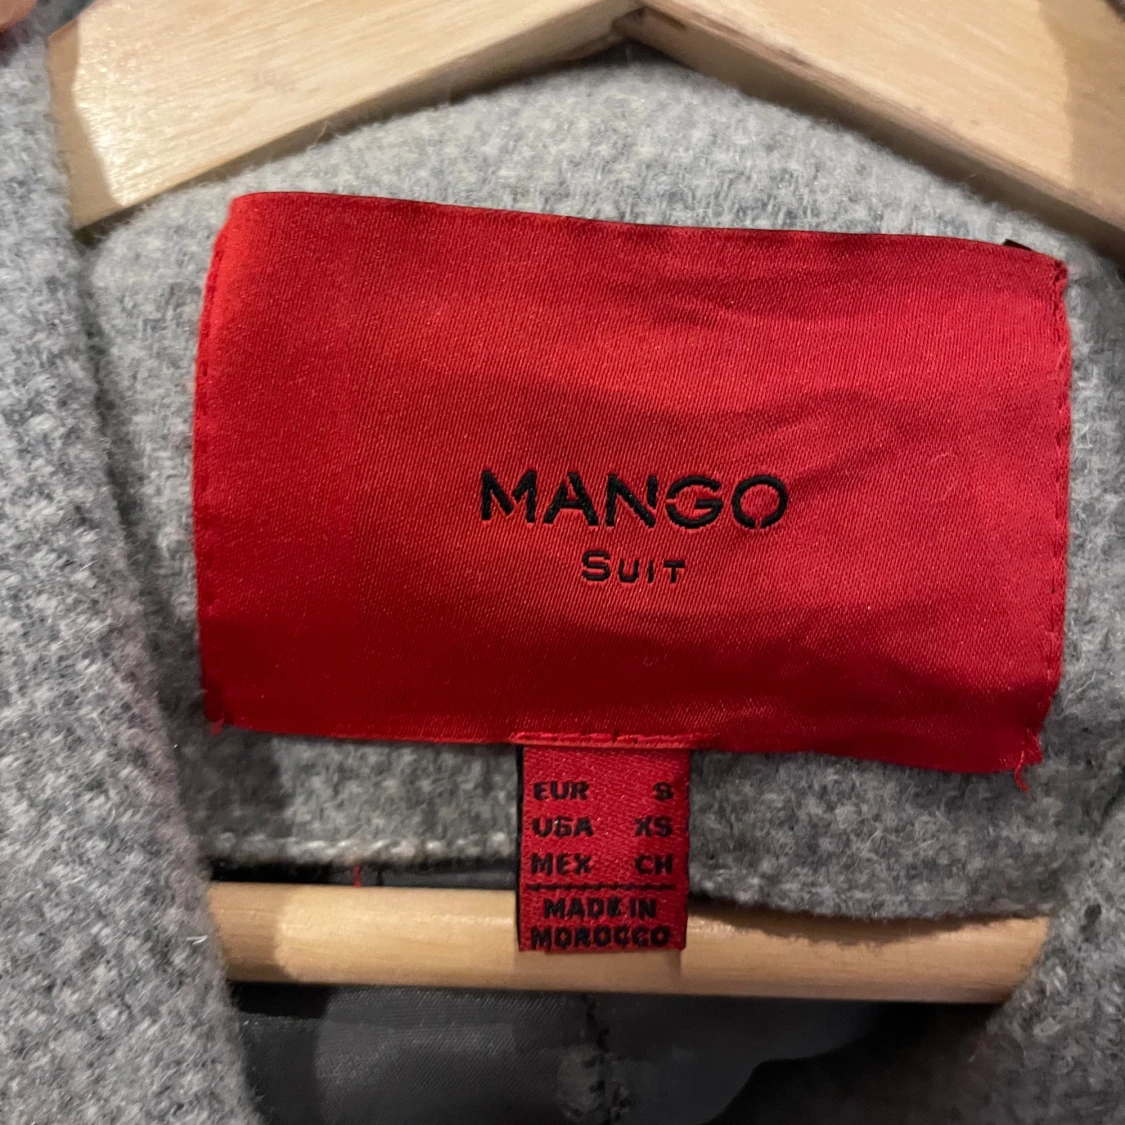 MANGO
SUIT
EUR S
USA XS
MEX CH
MADE IN
MOROCCO